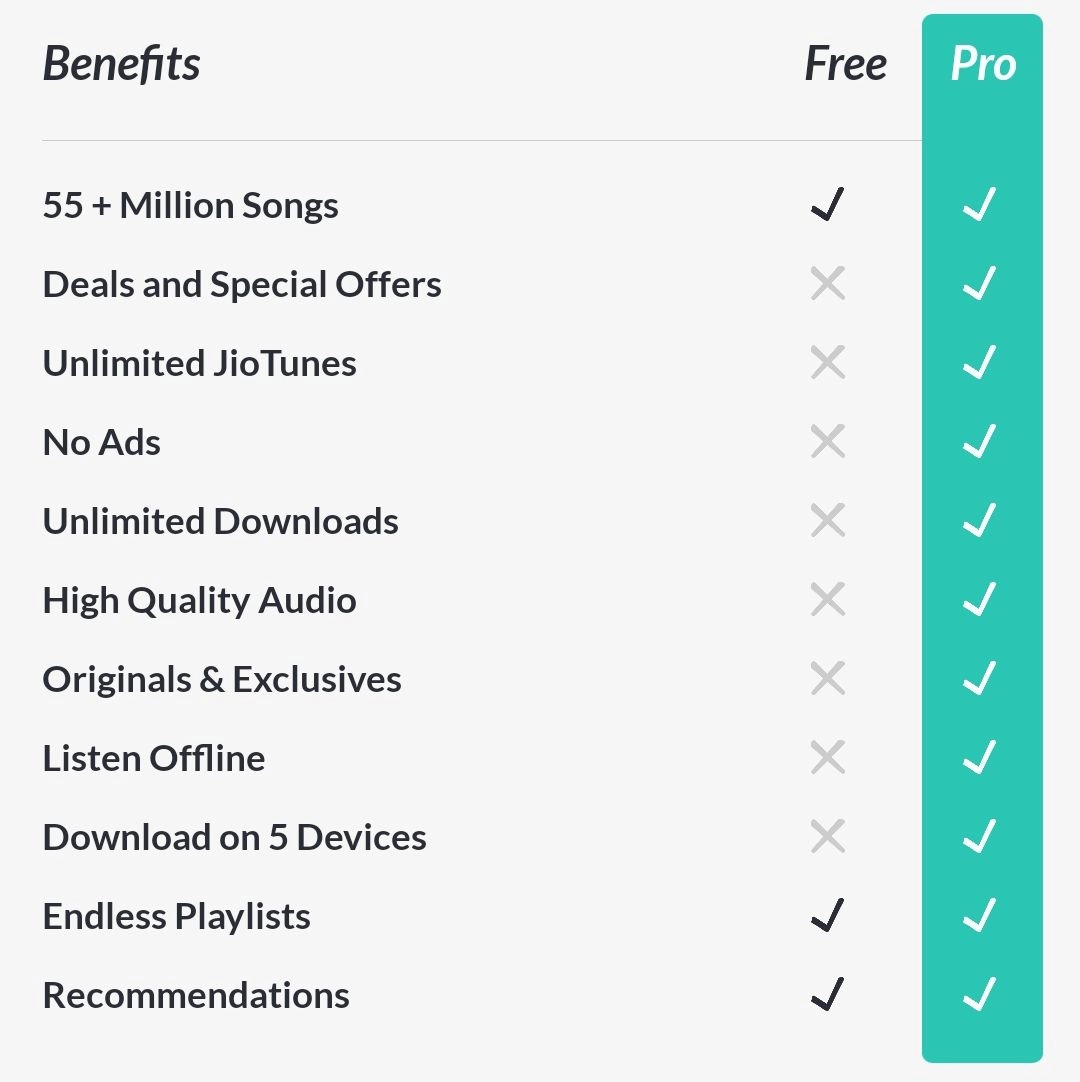 Benefits Free Pro
55 + Million Songs
Deals and Special Offers
Unlimited JioTunes
No Ads
Unlimited Downloads
High Quality Audio
Originals & Exclusives
Listen Offline
Download on 5 Devices
Endless Playlists
Recommendations